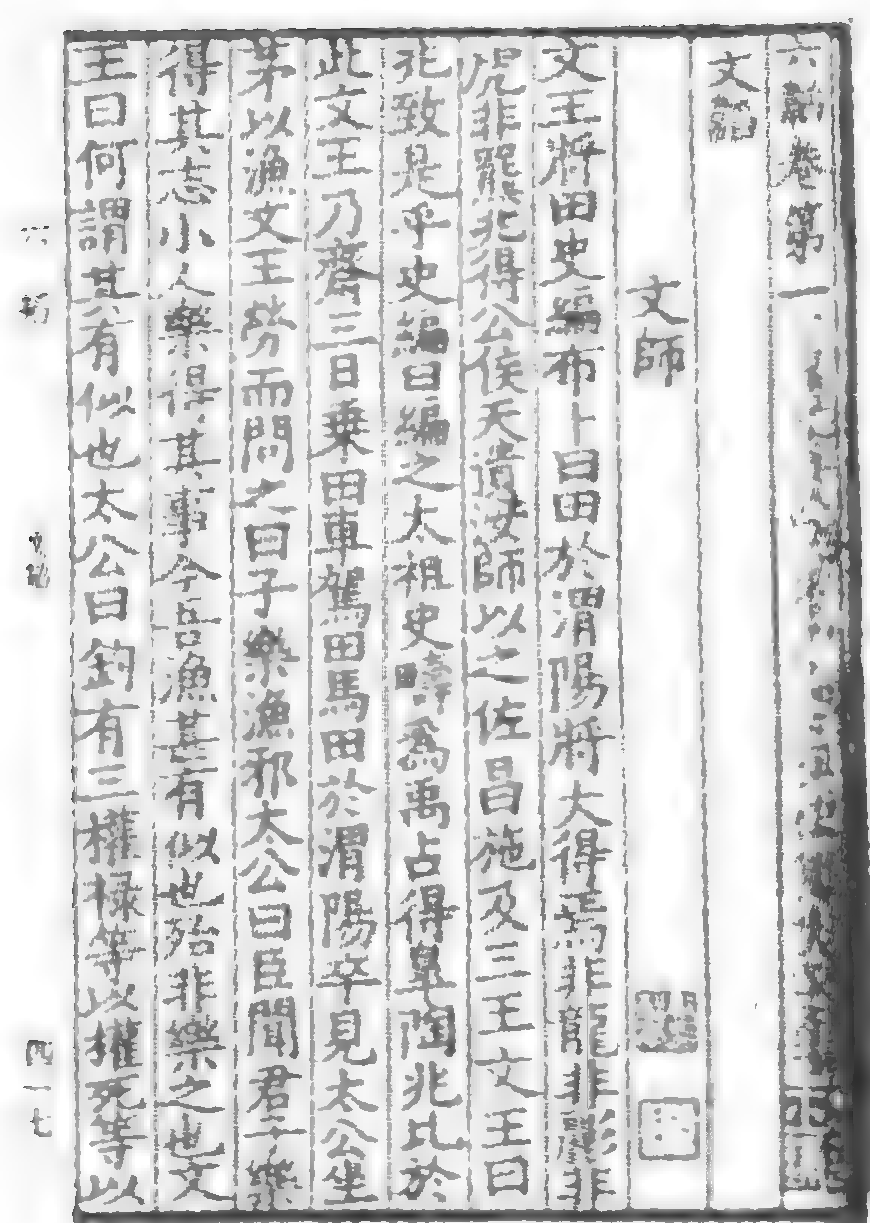 六韜卷第一
文韜
文師
文王將田史編布卜曰田於渭陽將大得焉非龍非彲非
虎非羆兆得公侯天遺汝師以之佐昌施及三王文王曰
兆致是乎史編曰編之太祖史疇爲禹占得皐陶兆比於
此文王乃齋三日乗田車駕田馬田於渭陽卒見太公坐
茅以漁文王勞而問之曰子樂漁邪太公曰臣聞君子樂
得其志小人樂得其事今吾漁甚有似也殆非樂之也文
王曰何謂其有似也太公曰釣有三權祿等以權死等以
六韜
四一七